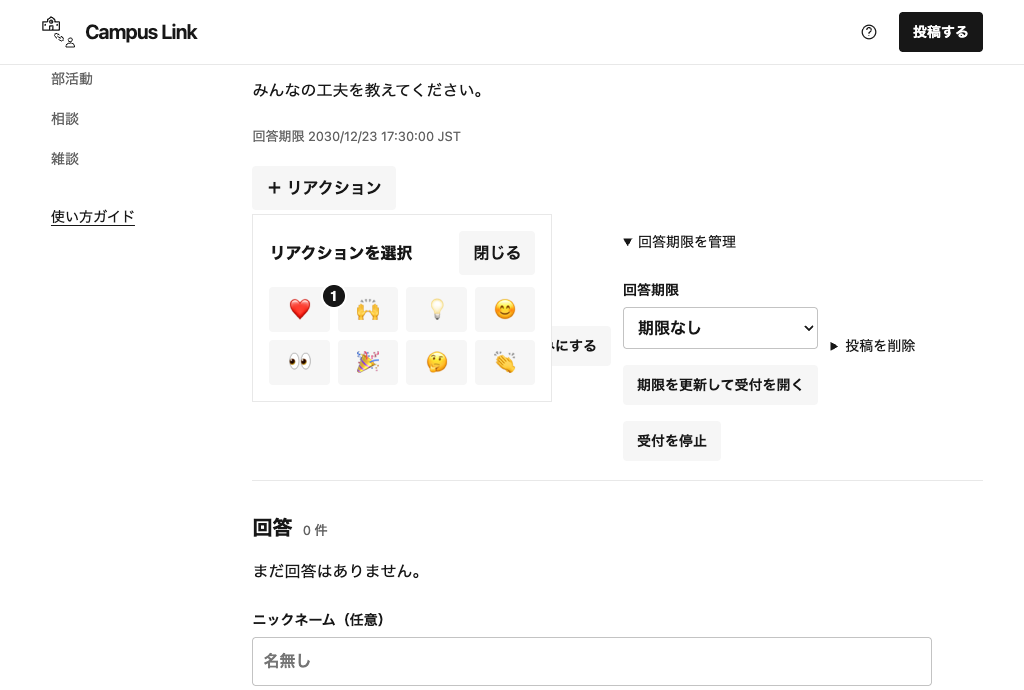 Campus Link
投稿する
部活動
相談
雑談
使い方ガイド
みんなの工夫を教えてください。
回答期限 2030/12/23 17:30:00 JST
+ リアクション
リアクションを選択
閉じる
❤️ 1 🙌 💡 😊
👀 🎉 🤔 👏
にする
▼ 回答期限を管理
回答期限
期限なし
期限を更新して受付を開く
受付を停止
▶ 投稿を削除
回答 0 件
まだ回答はありません。
ニックネーム（任意）
名無し